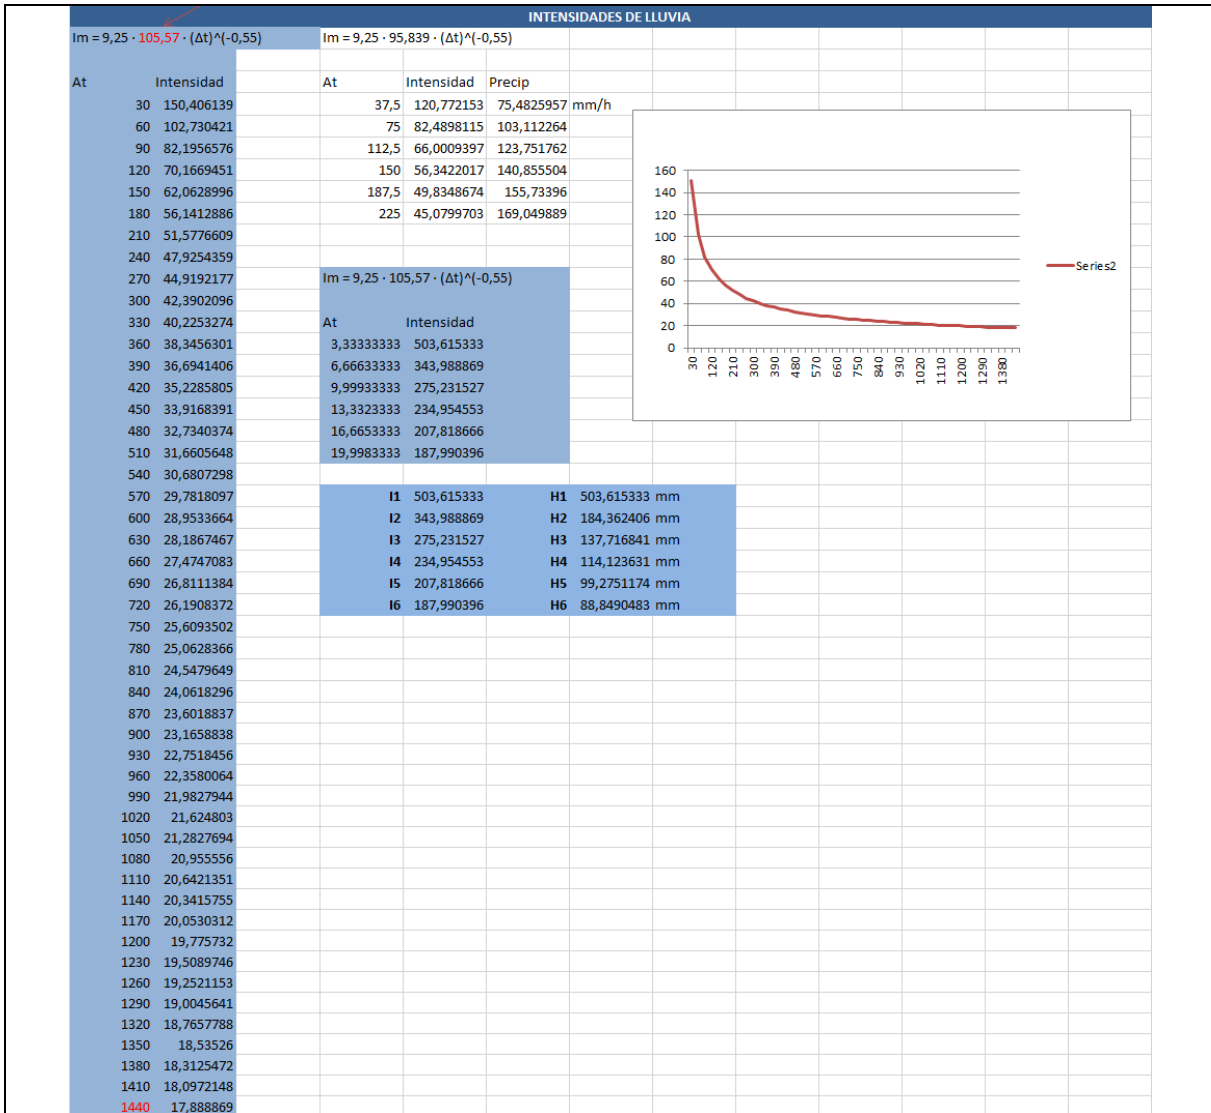 INTENSIDADES DE LLUVIA
Im = 9,25 · 105,57 · (Δt)^(-0,55) Im = 9,25 · 95,839 · (Δt)^(-0,55)
At Intensidad At Intensidad Precip
30 150,406139 37,5 120,772153 75,4825957 mm/h
60 102,730421 75 82,4898115 103,112264
90 82,1956576 112,5 66,0009397 123,751762
120 70,1669451 150 56,3422017 140,855504
150 62,0628996 187,5 49,8348674 155,73396
180 56,1412886 225 45,0799703 169,049889
210 51,5776609
240 47,9254359
270 44,9192177 Im = 9,25 · 105,57 · (Δt)^(-0,55)
300 42,3902096
330 40,2253274 At Intensidad
360 38,3456301 3,33333333 503,615333
390 36,6941406 6,66633333 343,988869
420 35,2285805 9,99933333 275,231527
450 33,9168391 13,3323333 234,954553
480 32,7340374 16,6653333 207,818666
510 31,6605648 19,9983333 187,990396
540 30,6807298
570 29,7818097 I1 503,615333 H1 503,615333 mm
600 28,9533664 I2 343,988869 H2 184,362406 mm
630 28,1867467 I3 275,231527 H3 137,716841 mm
660 27,4747083 I4 234,954553 H4 114,123631 mm
690 26,8111384 I5 207,818666 H5 99,2751174 mm
720 26,1908372 I6 187,990396 H6 88,8490483 mm
750 25,6093502
780 25,0628366
810 24,5479649
840 24,0618296
870 23,6018837
900 23,1658838
930 22,7518456
960 22,3580064
990 21,9827944
1020 21,624803
1050 21,2827694
1080 20,955556
1110 20,6421351
1140 20,3415755
1170 20,0530312
1200 19,775732
1230 19,5089746
1260 19,2521153
1290 19,0045641
1320 18,7657788
1350 18,53526
1380 18,3125472
1410 18,0972148
1440 17,888869
160
140
120
100
80
60
40
20
0
30 120 210 300 390 480 570 660 750 840 930 1020 1110 1200 1290 1380
Series2